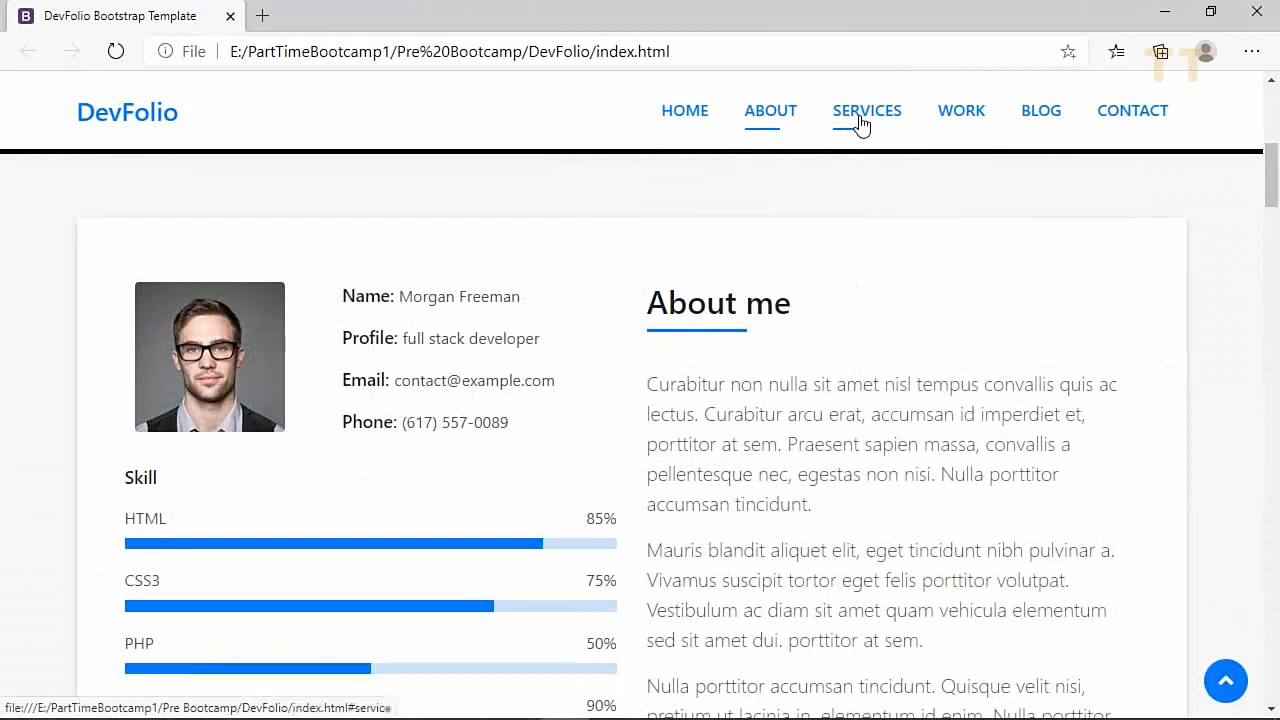 DevFolio Bootstrap Template
File
E:/PartTimeBootcamp1/Pre%20Bootcamp/DevFolio/index.html
TT
DevFolio
HOME ABOUT SERVICES WORK BLOG CONTACT
Name: Morgan Freeman
Profile: full stack developer
Email: contact@example.com
Phone: (617) 557-0089
Skill
HTML 85%
CSS3 75%
PHP 50%
90%
About me
Curabitur non nulla sit amet nisl tempus convallis quis ac
lectus. Curabitur arcu erat, accumsan id imperdiet et,
porttitor at sem. Praesent sapien massa, convallis a
pellentesque nec, egestas non nisi. Nulla porttitor
accumsan tincidunt.
Mauris blandit aliquet elit, eget tincidunt nibh pulvinar a.
Vivamus suscipit tortor eget felis porttitor volutpat.
Vestibulum ac diam sit amet quam vehicula elementum
sed sit amet dui. porttitor at sem.
Nulla porttitor accumsan tincidunt. Quisque velit nisi,
pretium ut lacinia in, elementum id enim. Nulla porttitor
file:///E:/PartTimeBootcamp1/Pre Bootcamp/DevFolio/index.html#service